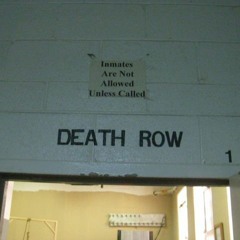 Inmates
Are Not
Allowed
Unless Called
DEATH ROW
1